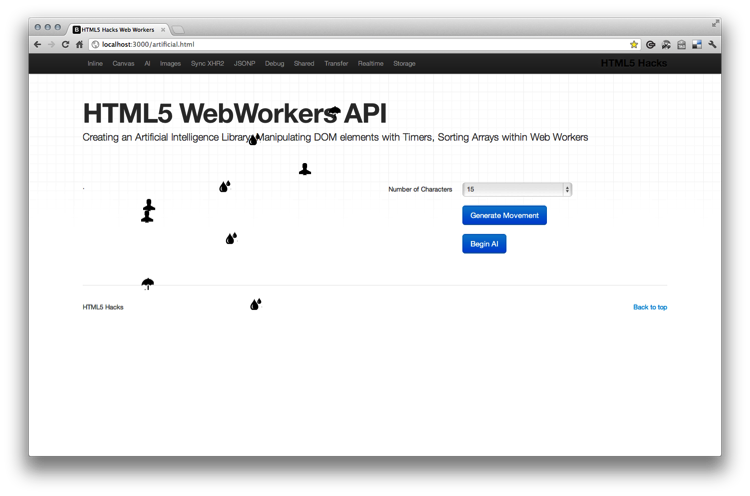 HTML5 Hacks Web Workers
localhost:3000/artificial.html
Inline Canvas AI Images Sync XHR2 JSONP Debug Shared Transfer Realtime Storage HTML5 Hacks
HTML5 WebWorkers API
Creating an Artificial Intelligence Library, Manipulating DOM elements with Timers, Sorting Arrays within Web Workers
Number of Characters 15
Generate Movement
Begin AI
HTML5 Hacks Back to top